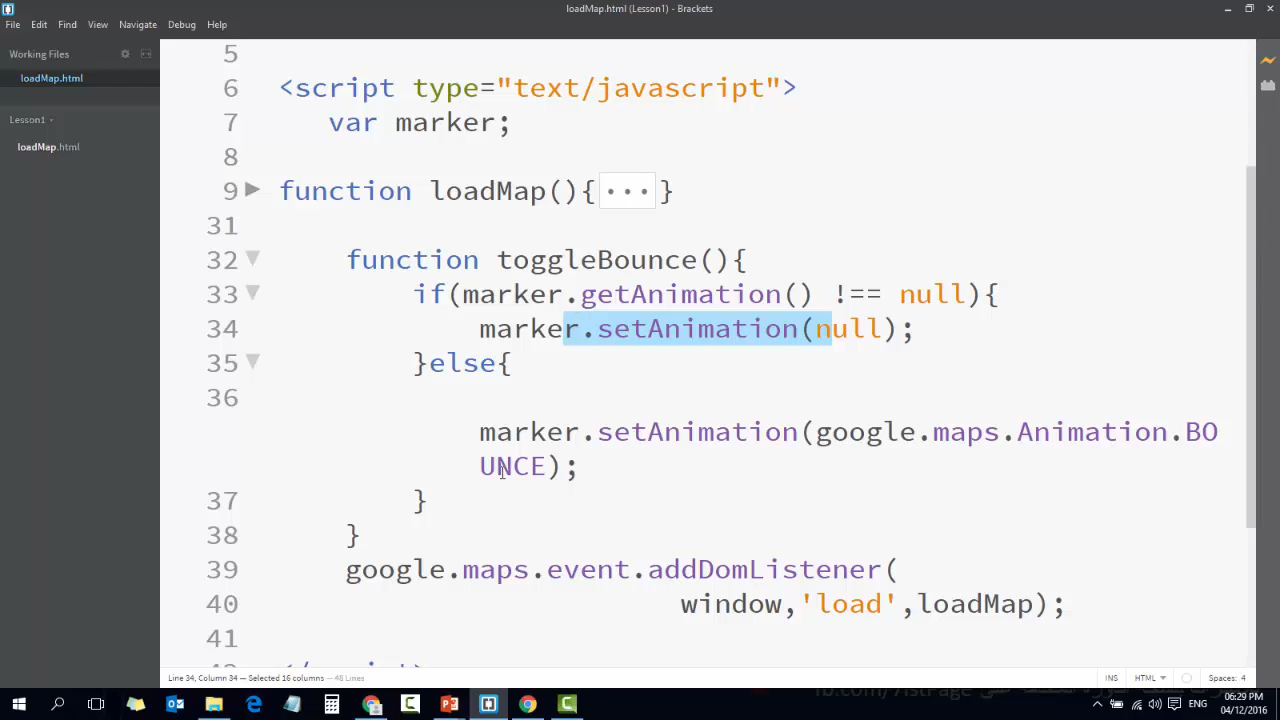 loadMap.html (Lesson1) - Brackets
File Edit Find View Navigate Debug Help
Working Files
loadMap.html
Lesson1
loadMap.html
5
6 <script type="text/javascript">
7 var marker;
8
9 function loadMap(){...}
31
32 function toggleBounce(){
33 if(marker.getAnimation() !== null){
34 marker.setAnimation(null);
35 }else{
36
marker.setAnimation(google.maps.Animation.BO
UNCE);
37 }
38 }
39 google.maps.event.addDomListener(
40 window,'load',loadMap);
41
Line 34, Column 34 — Selected 16 columns — 48 Lines
INS HTML Spaces: 4
06:29 PM
04/12/2016